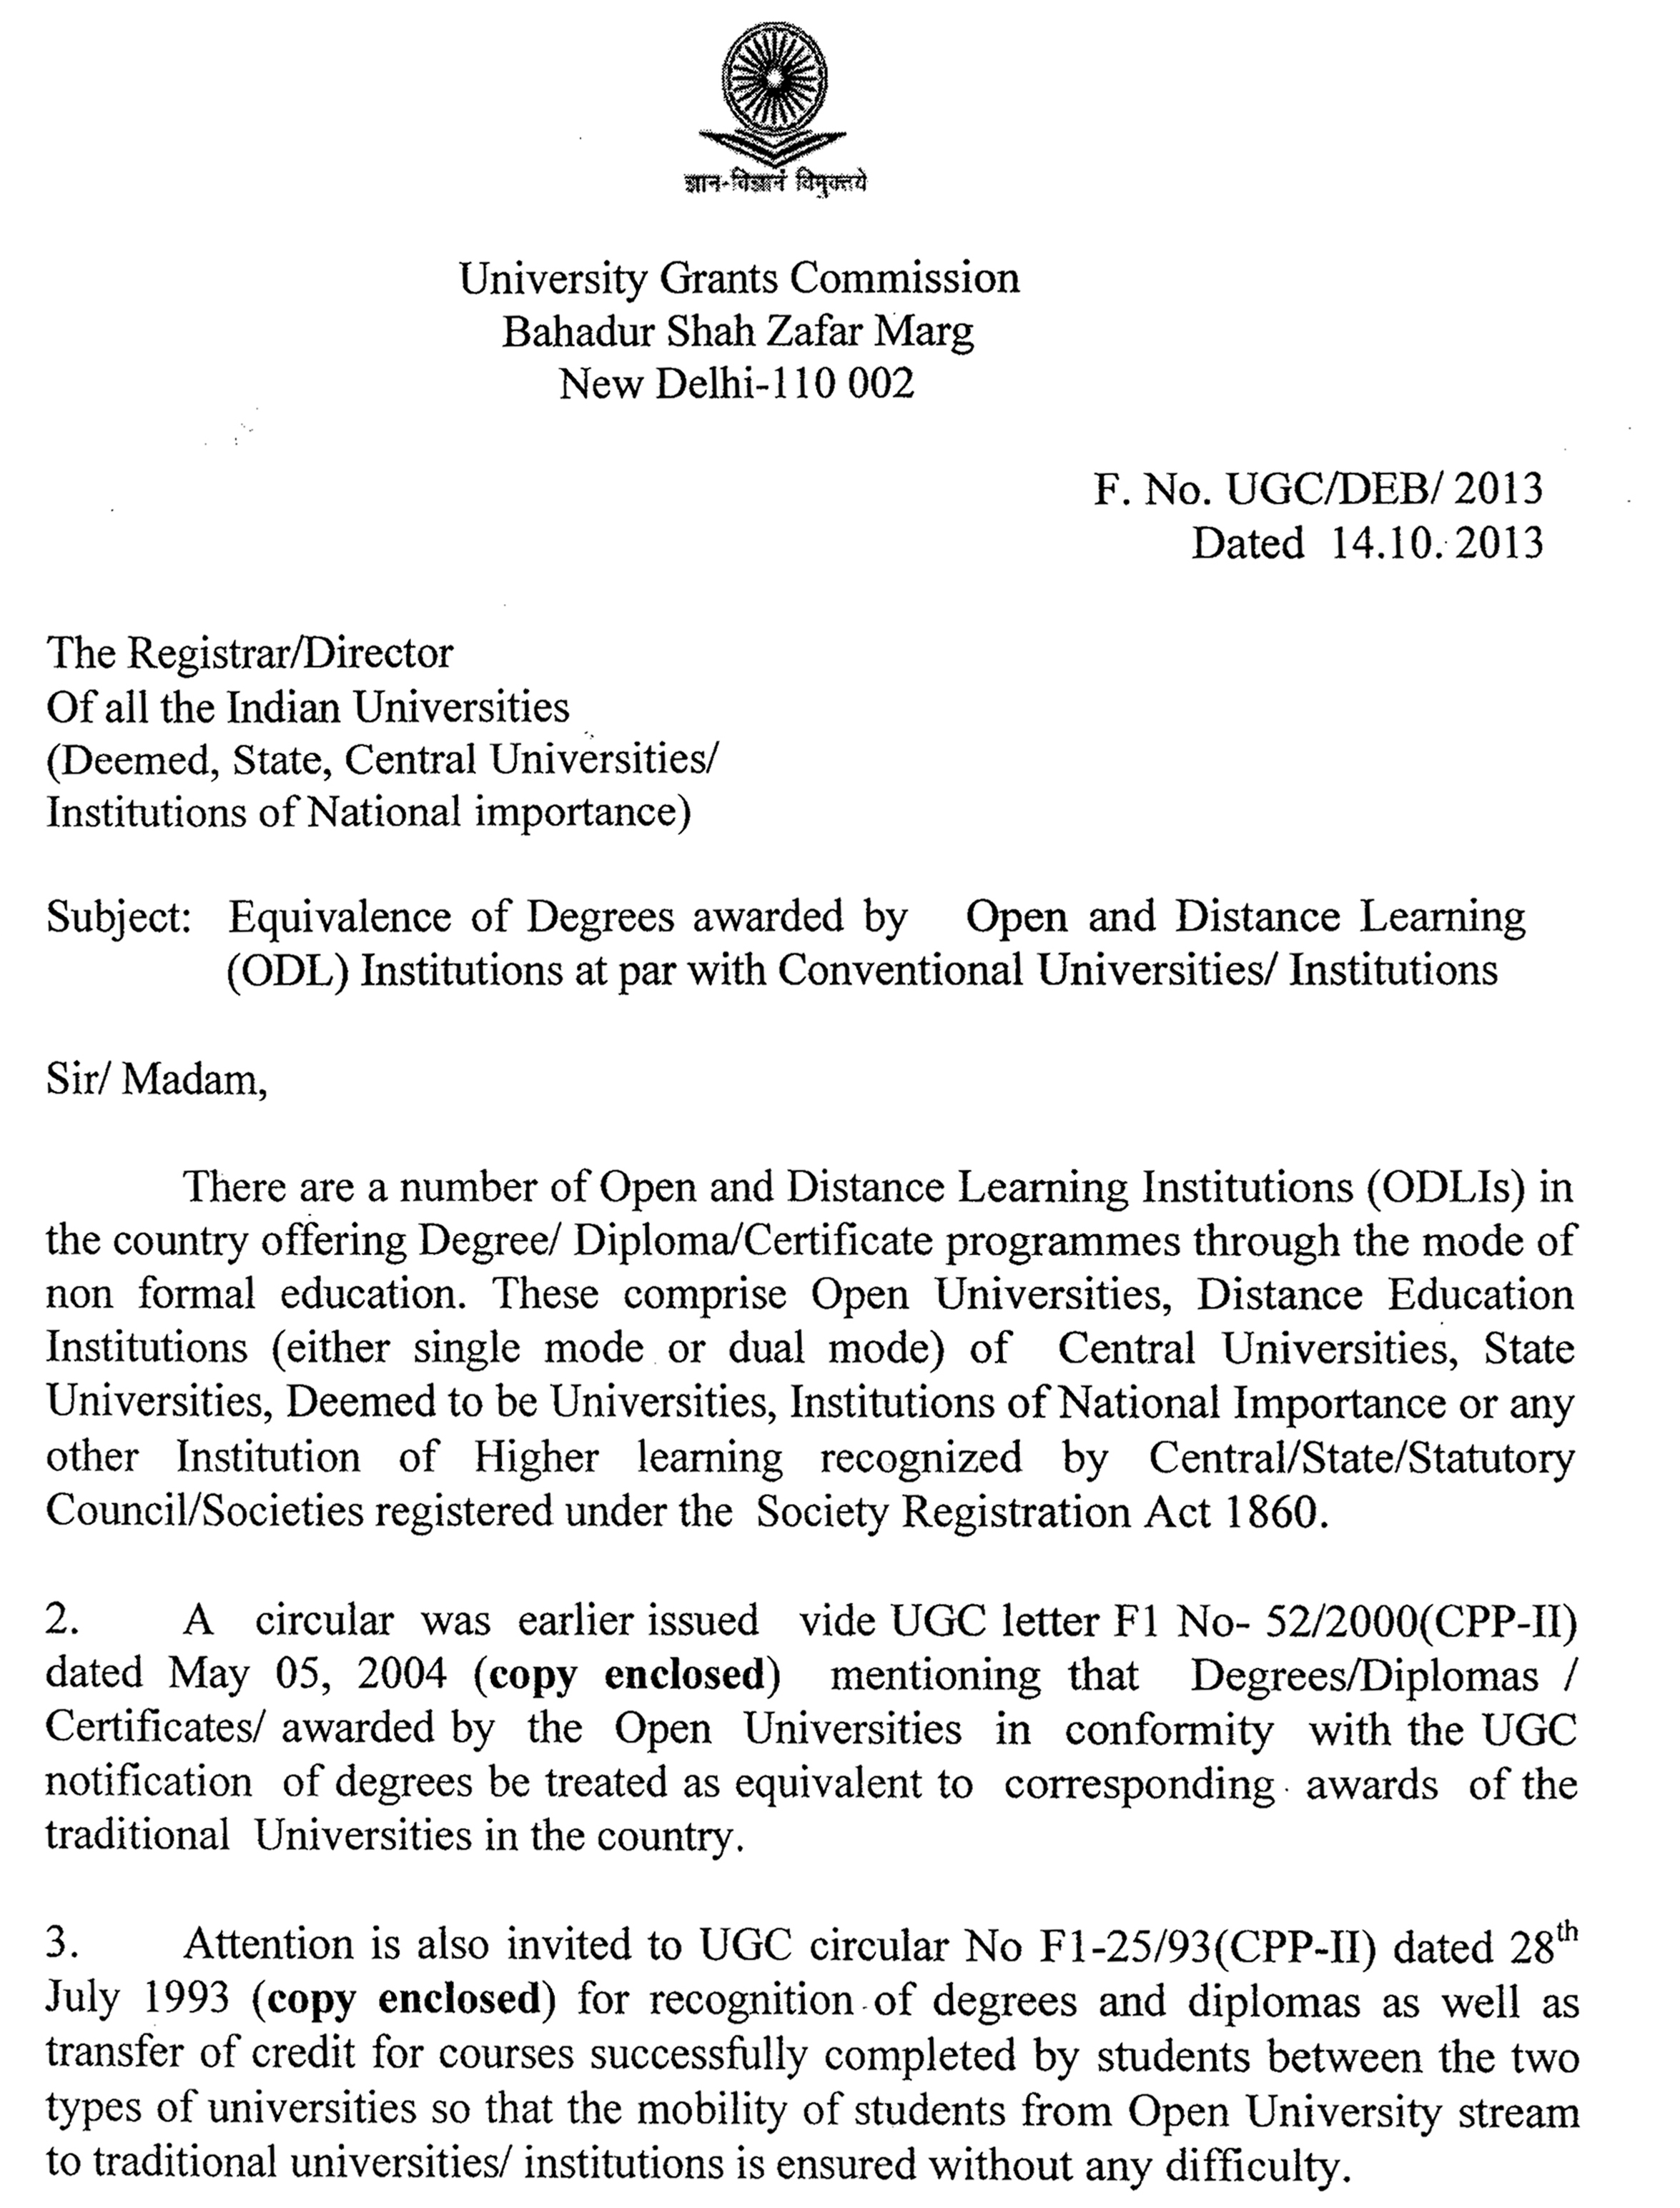 ज्ञान-विज्ञानं विमुक्तये
University Grants Commission
Bahadur Shah Zafar Marg
New Delhi-110 002
F. No. UGC/DEB/ 2013
Dated 14.10. 2013
The Registrar/Director
Of all the Indian Universities
(Deemed, State, Central Universities/
Institutions of National importance)
Subject: Equivalence of Degrees awarded by Open and Distance Learning
(ODL) Institutions at par with Conventional Universities/ Institutions
Sir/ Madam,
There are a number of Open and Distance Learning Institutions (ODLIs) in
the country offering Degree/ Diploma/Certificate programmes through the mode of
non formal education. These comprise Open Universities, Distance Education
Institutions (either single mode or dual mode) of Central Universities, State
Universities, Deemed to be Universities, Institutions of National Importance or any
other Institution of Higher learning recognized by Central/State/Statutory
Council/Societies registered under the Society Registration Act 1860.
2. A circular was earlier issued vide UGC letter F1 No- 52/2000(CPP-II)
dated May 05, 2004 (copy enclosed) mentioning that Degrees/Diplomas /
Certificates/ awarded by the Open Universities in conformity with the UGC
notification of degrees be treated as equivalent to corresponding awards of the
traditional Universities in the country.
3. Attention is also invited to UGC circular No F1-25/93(CPP-II) dated 28th
July 1993 (copy enclosed) for recognition of degrees and diplomas as well as
transfer of credit for courses successfully completed by students between the two
types of universities so that the mobility of students from Open University stream
to traditional universities/ institutions is ensured without any difficulty.